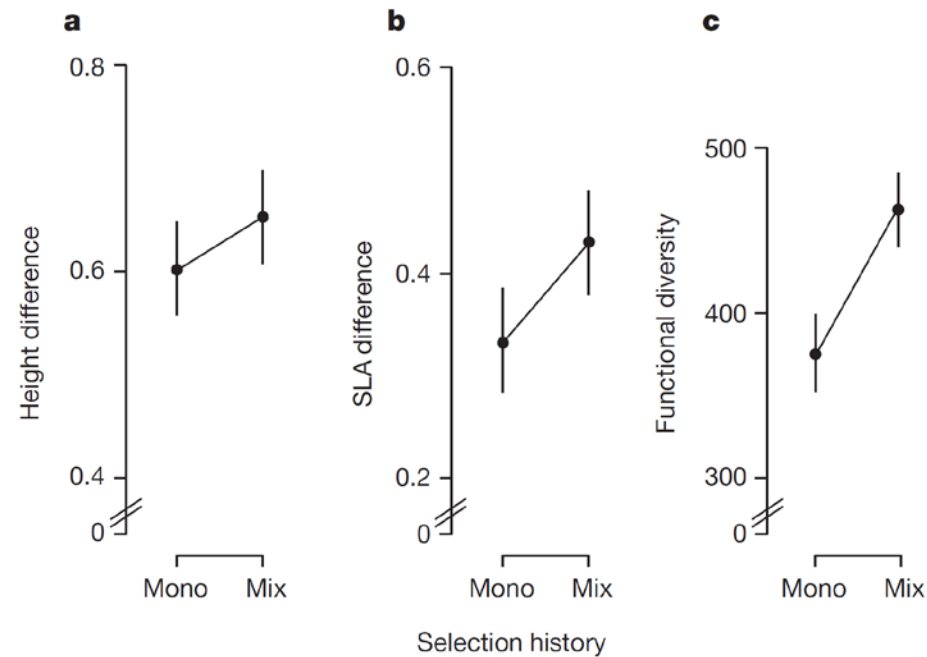 a
Height difference
0.8
0.6
0.4
0
Mono Mix
b
SLA difference
0.6
0.4
0.2
0
Mono Mix
c
Functional diversity
500
400
300
0
Mono Mix
Selection history